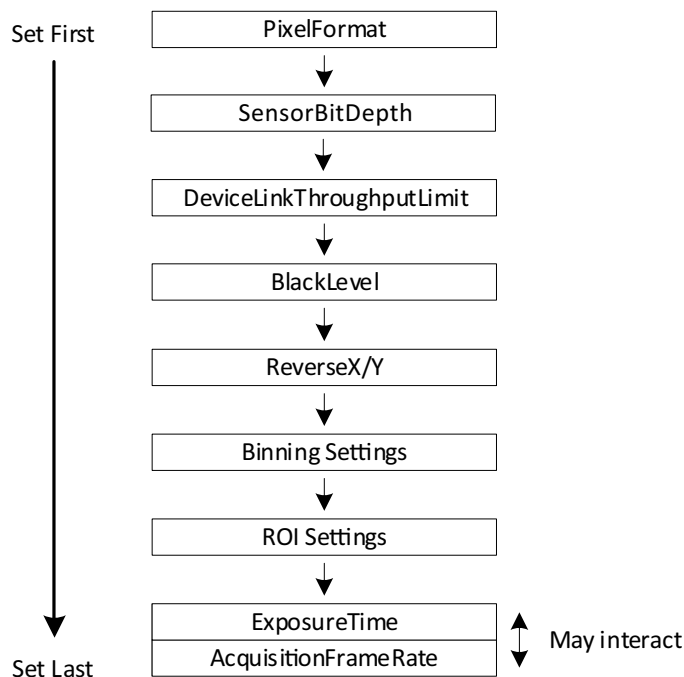 Set First
PixelFormat
SensorBitDepth
DeviceLinkThroughputLimit
BlackLevel
ReverseX/Y
Binning Settings
ROI Settings
ExposureTime
May interact
AcquisitionFrameRate
Set Last